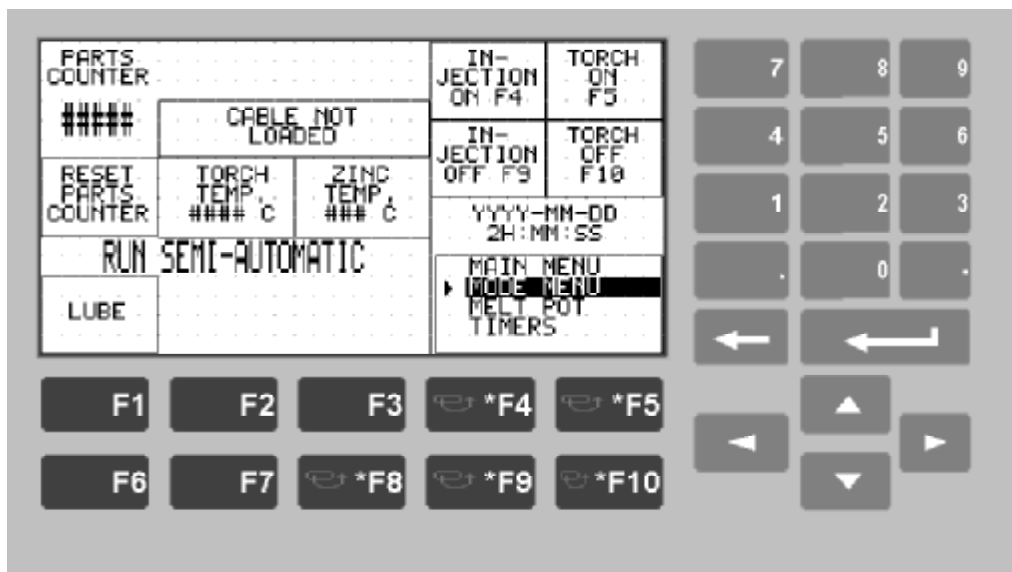 PARTS
COUNTER
#####
CABLE NOT
LOADED
RESET
PARTS
COUNTER
TORCH
TEMP.
#### C
ZINC
TEMP.
### C
RUN SEMI-AUTOMATIC
LUBE
IN-
JECTION
ON F4
TORCH
ON
F5
IN-
JECTION
OFF F9
TORCH
OFF
F10
YYYY-MM-DD
2H:MM:SS
MAIN MENU
MODE MENU
MELT POT
TIMERS
7 8 9
4 5 6
1 2 3
. 0 -
F1 F2 F3 *F4 *F5
F6 F7 *F8 *F9 *F10